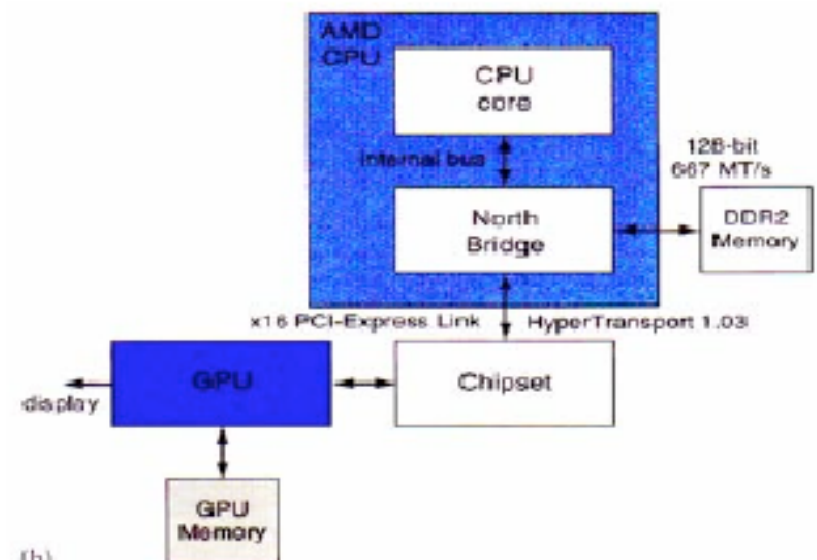 AMD
CPU
CPU
core
internal bus
128-bit
667 MT/s
North
Bridge
DDR2
Memory
x16 PCI-Express Link
HyperTransport 1.03
GPU
Chipset
display
GPU
Memory
(b)